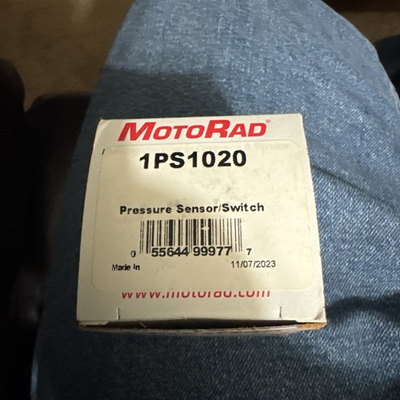 MOTORAD
1PS1020
Pressure Sensor/Switch
0 55644 99977 7
Made In
11/07/2023
www.motorad.com